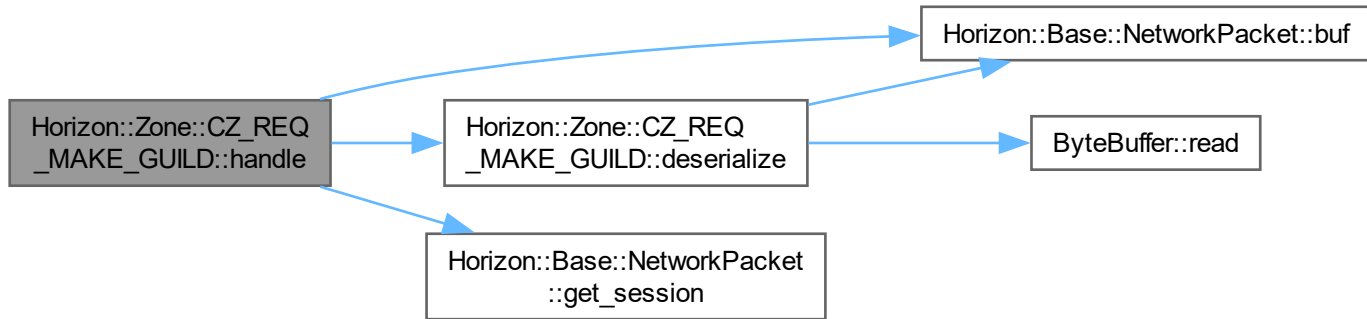 Horizon::Base::NetworkPacket::buf
Horizon::Zone::CZ_REQ
_MAKE_GUILD::handle
Horizon::Zone::CZ_REQ
_MAKE_GUILD::deserialize
ByteBuffer::read
Horizon::Base::NetworkPacket
::get_session